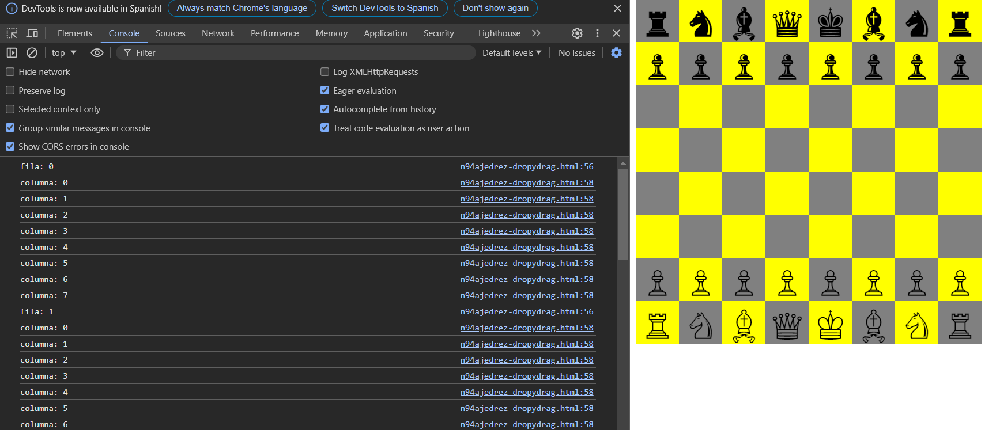 DevTools is now available in Spanish! Always match Chrome's language Switch DevTools to Spanish Don't show again
Elements Console Sources Network Performance Memory Application Security Lighthouse
top Filter Default levels No Issues
Hide network Log XMLHttpRequests
Preserve log Eager evaluation
Selected context only Autocomplete from history
Group similar messages in console Treat code evaluation as user action
Show CORS errors in console
fila: 0 n94ajedrez-dropydrag.html:56
columna: 0 n94ajedrez-dropydrag.html:58
columna: 1 n94ajedrez-dropydrag.html:58
columna: 2 n94ajedrez-dropydrag.html:58
columna: 3 n94ajedrez-dropydrag.html:58
columna: 4 n94ajedrez-dropydrag.html:58
columna: 5 n94ajedrez-dropydrag.html:58
columna: 6 n94ajedrez-dropydrag.html:58
columna: 7 n94ajedrez-dropydrag.html:58
fila: 1 n94ajedrez-dropydrag.html:56
columna: 0 n94ajedrez-dropydrag.html:58
columna: 1 n94ajedrez-dropydrag.html:58
columna: 2 n94ajedrez-dropydrag.html:58
columna: 3 n94ajedrez-dropydrag.html:58
columna: 4 n94ajedrez-dropydrag.html:58
columna: 5 n94ajedrez-dropydrag.html:58
columna: 6 n94ajedrez-dropydrag.html:58